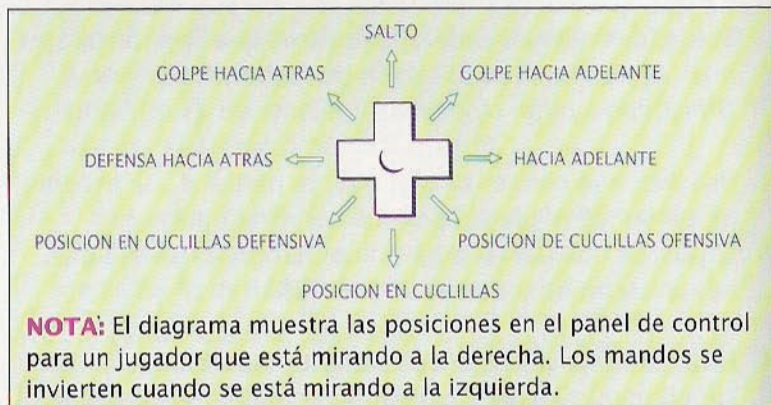 SALTO
GOLPE HACIA ATRAS
GOLPE HACIA ADELANTE
DEFENSA HACIA ATRAS
HACIA ADELANTE
POSICION EN CUCLILLAS DEFENSIVA
POSICION DE CUCLILLAS OFENSIVA
POSICION EN CUCLILLAS
NOTA: El diagrama muestra las posiciones en el panel de control
para un jugador que está mirando a la derecha. Los mandos se
invierten cuando se está mirando a la izquierda.